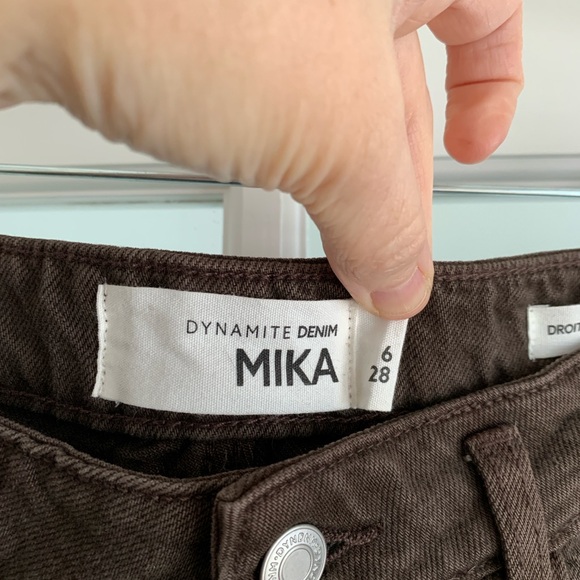 DYNAMITE DENIM
MIKA
6
28
DROIT